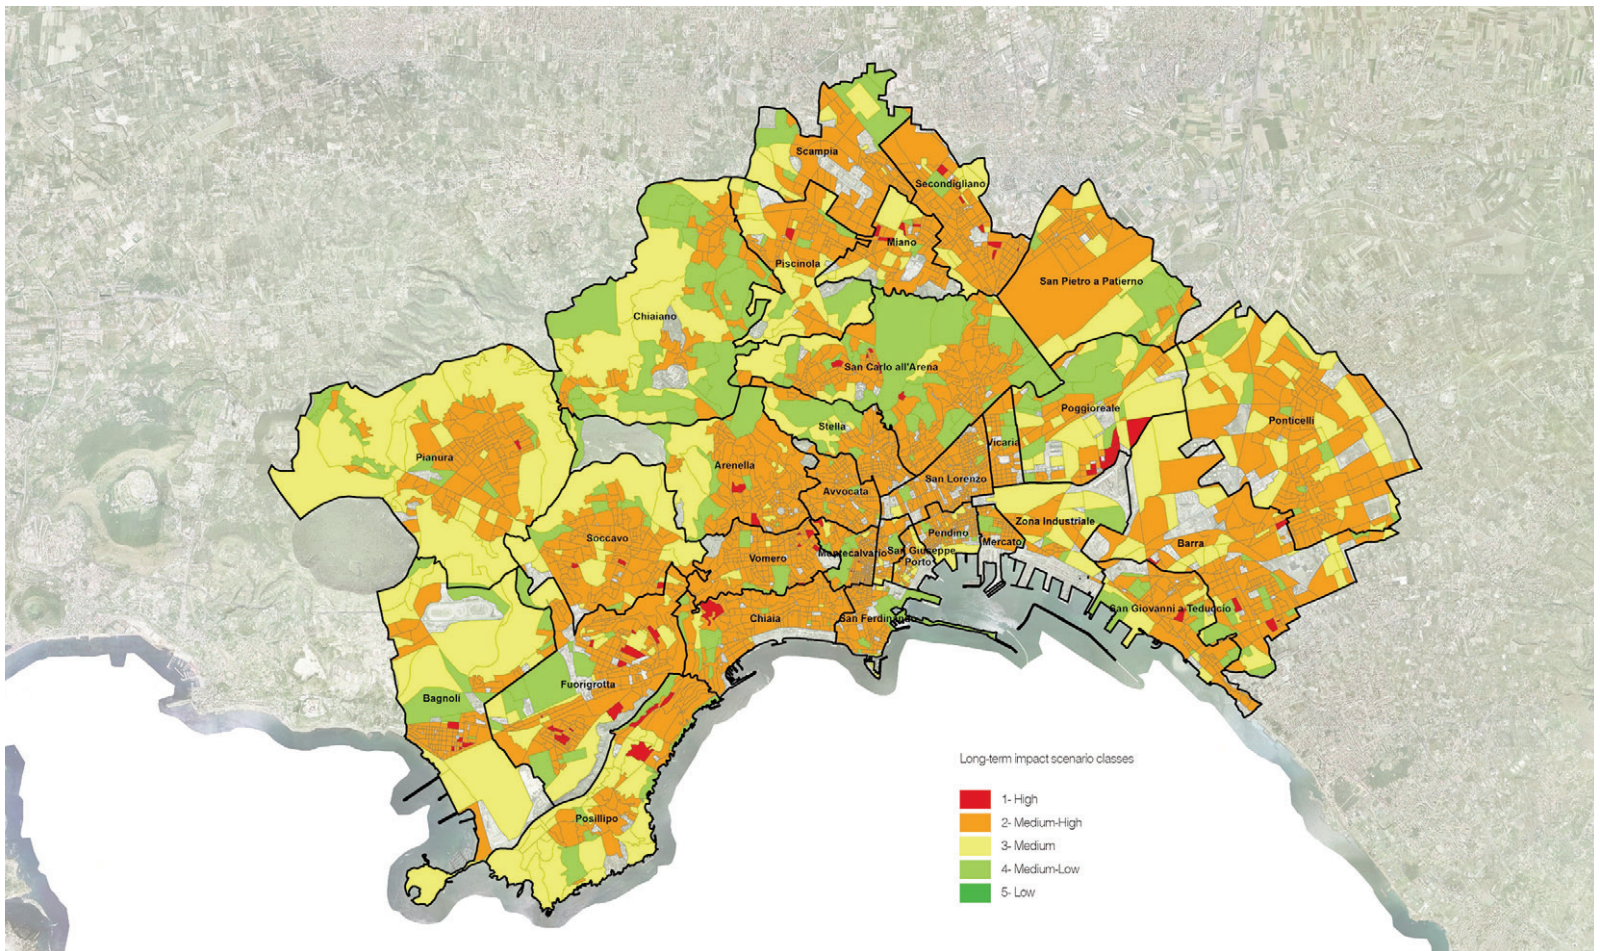 Scampia
Secondigliano
Miano
Piscinola
San Pietro a Patierno
Chiaiano
San Carlo all'Arena
Poggioreale
Ponticelli
Stella
Vicaria
Pianura
Arenella
Avvocata
San Lorenzo
Zona Industriale
Pendino
Mercato
Barra
Soccavo
Vomero
Montecalvario
San Giuseppe
Porto
Chiaia
San Ferdinando
San Giovanni a Teduccio
Fuorigrotta
Bagnoli
Posillipo
Long-term impact scenario classes
1- High
2- Medium-High
3- Medium
4- Medium-Low
5- Low